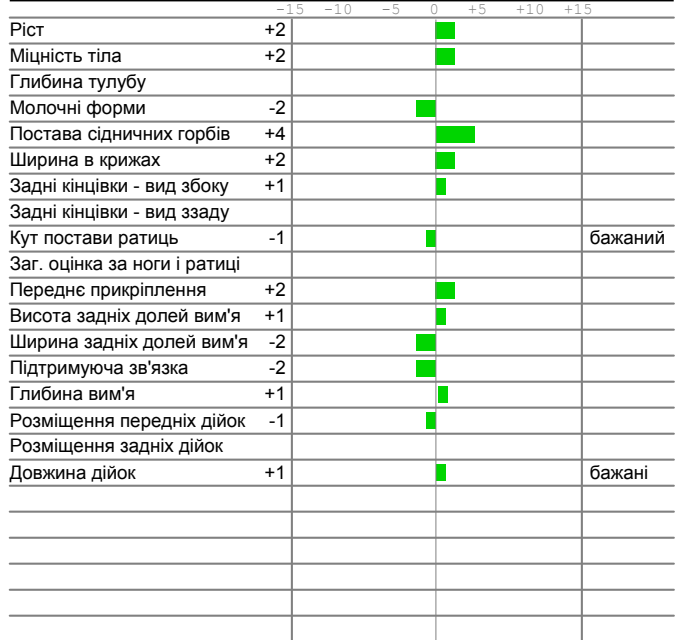 -15 -10 -5 0 +5 +10 +15
Ріст +2
Міцність тіла +2
Глибина тулубу
Молочні форми -2
Постава сідничних горбів +4
Ширина в крижах +2
Задні кінцівки - вид збоку +1
Задні кінцівки - вид ззаду
Кут постави ратиць -1 бажаний
Заг. оцінка за ноги і ратиці
Переднє прикріплення +2
Висота задніх долей вим'я +1
Ширина задніх долей вим'я -2
Підтримуюча зв'язка -2
Глибина вим'я +1
Розміщення передніх дійок -1
Розміщення задніх дійок
Довжина дійок +1 бажані